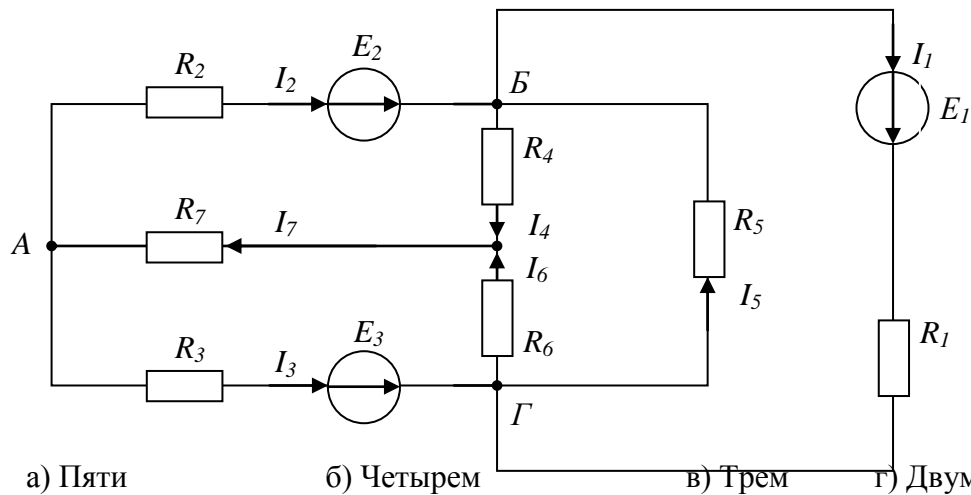 E1
I1
R2 I2 E2 Б
R4
R7 I7 I4 R5
А
I6 I5
R3 I3 E3 R6 R1
Г
а) Пяти б) Четырем в) Трем г) Двум